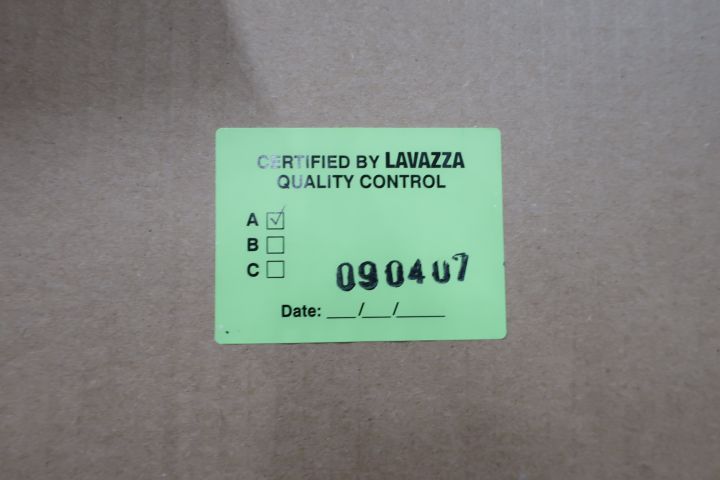 CERTIFIED BY LAVAZZA
QUALITY CONTROL
A ☑
B ☐
C ☐
090407
Date: ___/___/_____